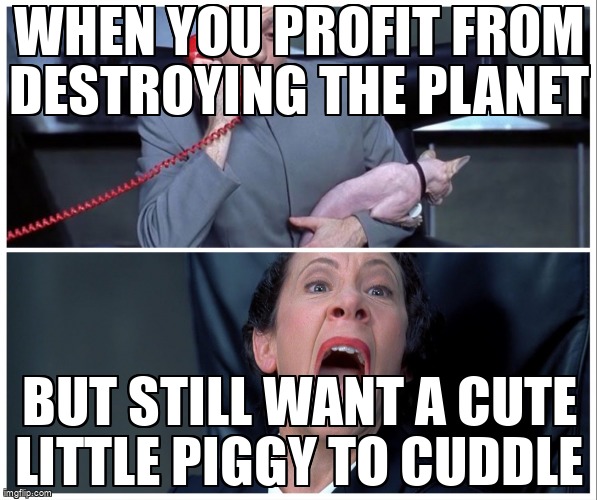 WHEN YOU PROFIT FROM
DESTROYING THE PLANET
BUT STILL WANT A CUTE
LITTLE PIGGY TO CUDDLE
imgflip.com